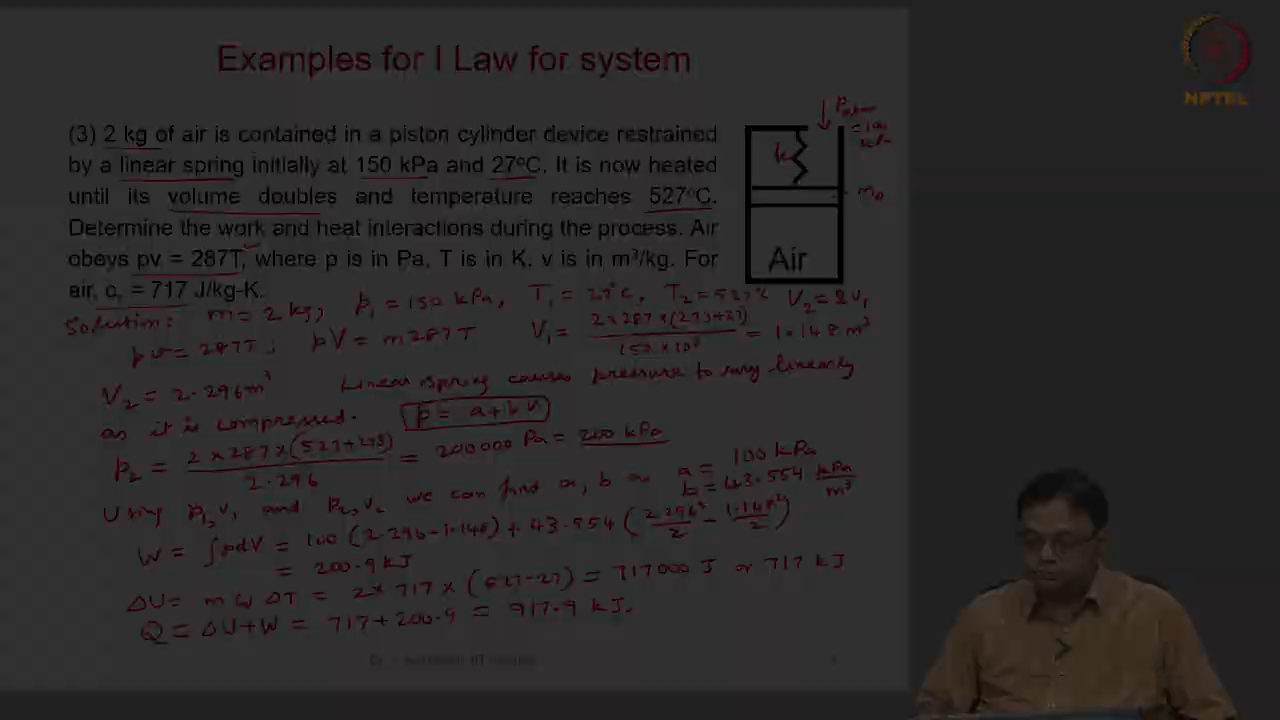 Examples for I Law for system
NPTEL
(3) 2 kg of air is contained in a piston cylinder device restrained
by a linear spring initially at 150 kPa and 27°C. It is now heated
until its volume doubles and temperature reaches 527°C.
Determine the work and heat interactions during the process. Air
obeys pv = 287T, where p is in Pa, T is in K, v is in m³/kg. For
air, cᵥ = 717 J/kg-K.
Patm
= 100
kPa
k
m₀
Air
Solution: m = 2 kg, p₁ = 150 kPa, T₁ = 27°C, T₂ = 527°C V₂ = 2V₁
pv = 287T; pV = m287T V₁ = 2×287×(273+27) / 150×10³ = 1.148 m³
V₂ = 2.296 m³ Linear spring causes pressure to vary linearly
as it is compressed. p = a+bV
p₂ = 2×287×(527+273) / 2.296 = 200000 Pa = 200 kPa
Using p₁,V₁ and p₂,V₂ we can find a, b as a = 100 kPa
b = 43.554 kPa/m³
W = ∫pdV = 100 (2.296-1.148) + 43.554 (2.296²/2 - 1.148²/2)
= 200.9 kJ
ΔU = m cᵥ ΔT = 2×717×(527-27) = 717000 J or 717 kJ
Q = ΔU+W = 717+200.9 = 917.9 kJ.